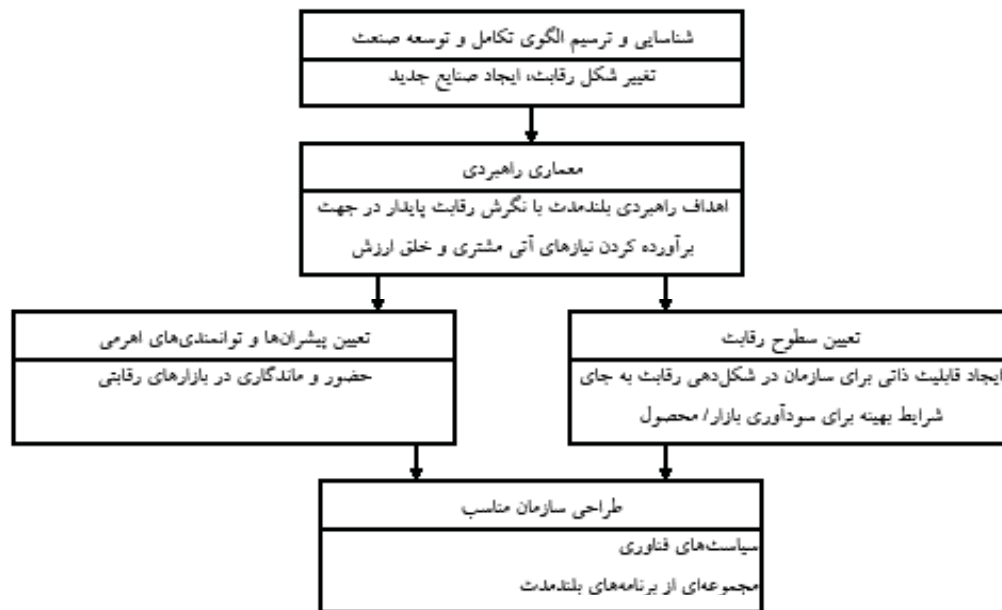 شناسایی و ترسیم الگوی تکامل و توسعه صنعت
تغییر شکل رقابت، ایجاد صنایع جدید
معماری راهبردی
اهداف راهبردی بلندمدت با نگرش رقابت پایدار در جهت
برآورده کردن نیازهای آتی مشتری و خلق ارزش
تعیین سطوح رقابت
ایجاد قابلیت ذاتی برای سازمان در شکل‌دهی رقابت به جای
شرایط بهینه برای سودآوری بازار/ محصول
تعیین پیشران‌ها و توانمندی‌های اهرمی
حضور و ماندگاری در بازارهای رقابتی
طراحی سازمان مناسب
سیاست‌های فناوری
مجموعه‌ای از برنامه‌های بلندمدت